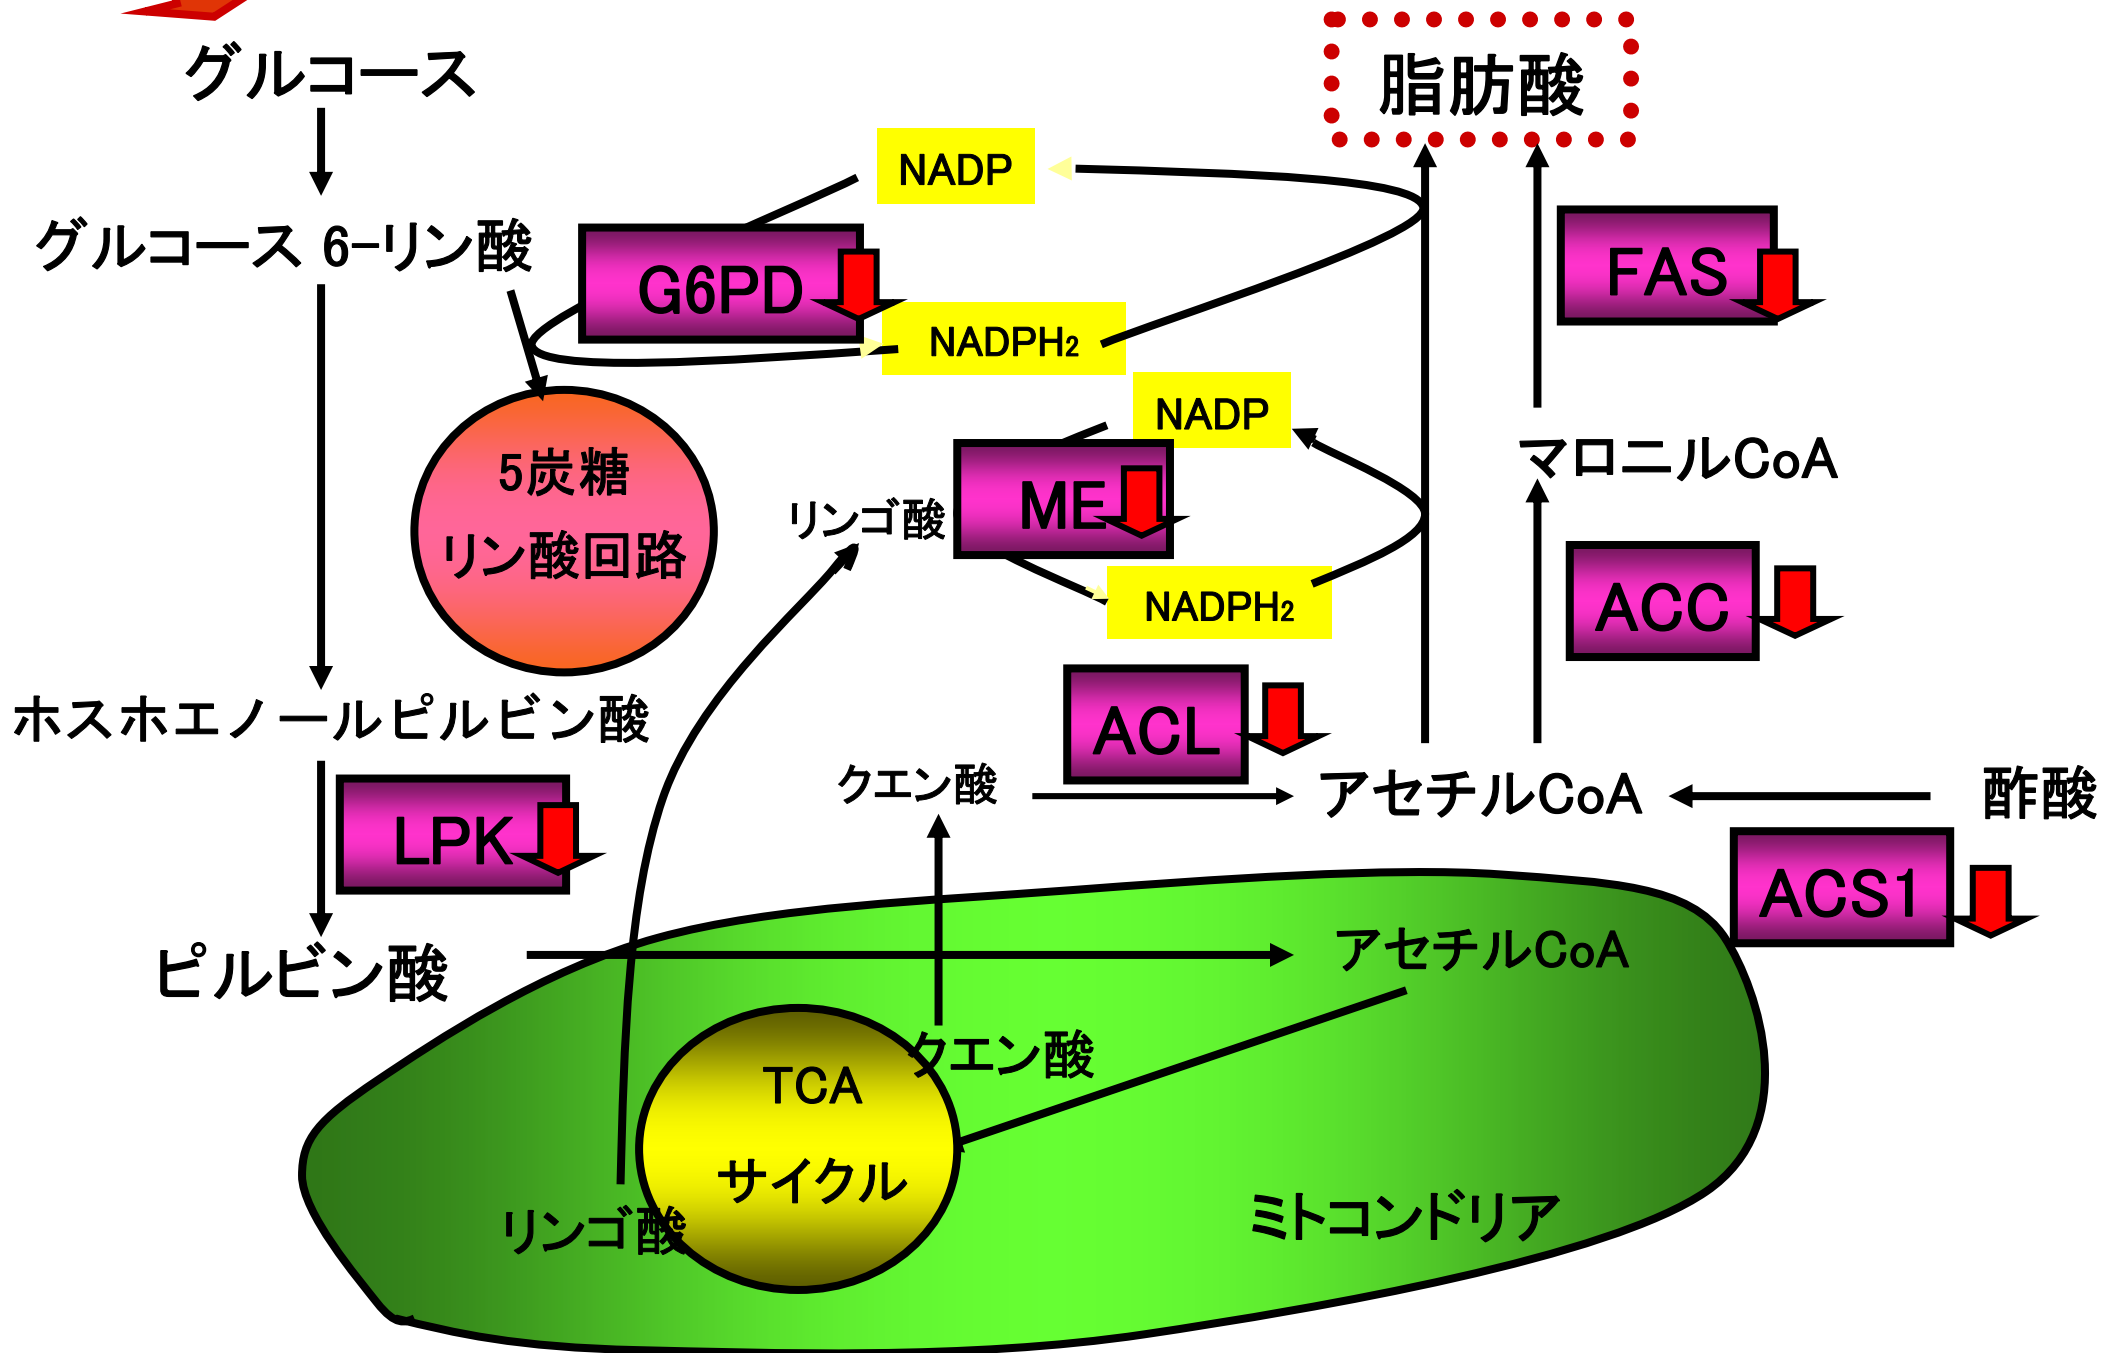 グルコース
脂肪酸
NADP
グルコース 6-リン酸
G6PD
FAS
NADPH₂
NADP
5炭糖
リン酸回路
マロニルCoA
リンゴ酸
ME
NADPH₂
ACC
ホスホエノールピルビン酸
ACL
クエン酸
アセチルCoA
酢酸
LPK
ACS1
ピルビン酸
アセチルCoA
クエン酸
TCA
サイクル
リンゴ酸
ミトコンドリア